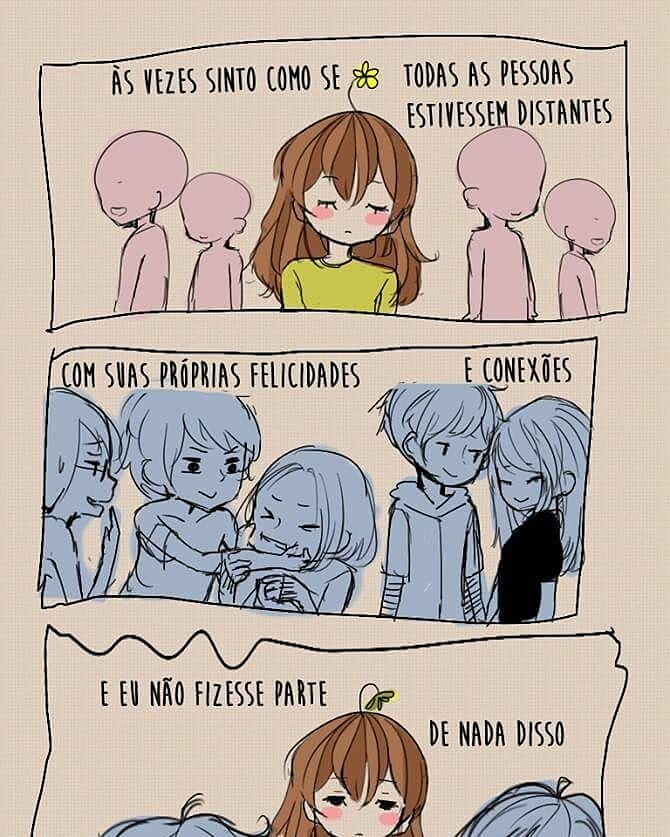 ÀS VEZES SINTO COMO SE
TODAS AS PESSOAS
ESTIVESSEM DISTANTES
COM SUAS PRÓPRIAS FELICIDADES
E CONEXÕES
E EU NÃO FIZESSE PARTE
DE NADA DISSO